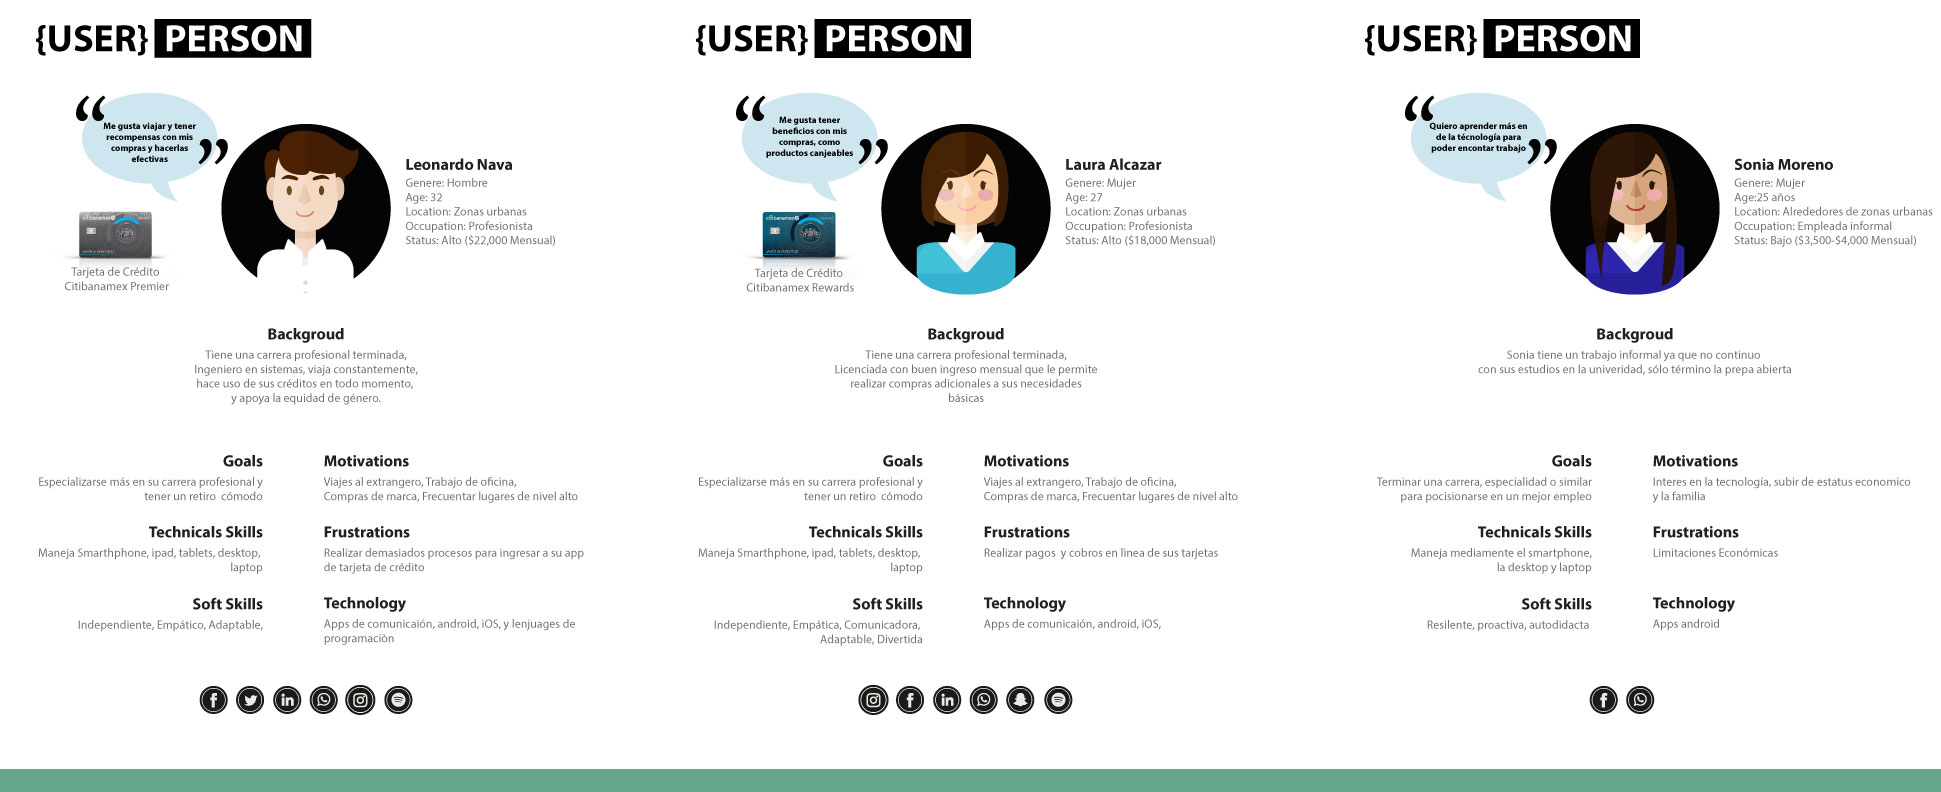 {USER} PERSON
Me gusta viajar y tener
recompensas con mis
compras y hacerlas
efectivas
citibanamex
Tarjeta de Crédito
Citibanamex Premier
Leonardo Nava
Genere: Hombre
Age: 32
Location: Zonas urbanas
Occupation: Profesionista
Status: Alto ($22,000 Mensual)
Backgroud
Tiene una carrera profesional terminada,
Ingeniero en sistemas, viaja constantemente,
hace uso de sus créditos en todo momento,
y apoya la equidad de género.
Goals
Especializarse más en su carrera profesional y
tener un retiro cómodo
Motivations
Viajes al extrangero, Trabajo de oficina,
Compras de marca, Frecuentar lugares de nivel alto
Technicals Skills
Maneja Smarthphone, ipad, tablets, desktop,
laptop
Frustrations
Realizar demasiados procesos para ingresar a su app
de tarjeta de crédito
Soft Skills
Independiente, Empático, Adaptable,
Technology
Apps de comunicaión, android, iOS, y lenjuages de
programaciòn
{USER} PERSON
Me gusta tener
beneficios con mis
compras, como
productos canjeables
citibanamex
Tarjeta de Crédito
Citibanamex Rewards
Laura Alcazar
Genere: Mujer
Age: 27
Location: Zonas urbanas
Occupation: Profesionista
Status: Alto ($18,000 Mensual)
Backgroud
Tiene una carrera profesional terminada,
Licenciada con buen ingreso mensual que le permite
realizar compras adicionales a sus necesidades
básicas
Goals
Especializarse más en su carrera profesional y
tener un retiro cómodo
Motivations
Viajes al extrangero, Trabajo de oficina,
Compras de marca, Frecuentar lugares de nivel alto
Technicals Skills
Maneja Smarthphone, ipad, tablets, desktop,
laptop
Frustrations
Realizar pagos y cobros en lìnea de sus tarjetas
Soft Skills
Independiente, Empática, Comunicadora,
Adaptable, Divertida
Technology
Apps de comunicaión, android, iOS,
{USER} PERSON
Quiero aprender más en
de la técnología para
poder encontar trabajo
Sonia Moreno
Genere: Mujer
Age:25 años
Location: Alrededores de zonas urbanas
Occupation: Empleada informal
Status: Bajo ($3,500-$4,000 Mensual)
Backgroud
Sonia tiene un trabajo informal ya que no continuo
con sus estudios en la univeridad, sólo término la prepa abierta
Goals
Terminar una carrera, especialidad o similar
para pocisionarse en un mejor empleo
Motivations
Interes en la tecnología, subir de estatus economico
y la familia
Technicals Skills
Maneja mediamente el smartphone,
la desktop y laptop
Frustrations
Limitaciones Económicas
Soft Skills
Resilente, proactiva, autodidacta
Technology
Apps android